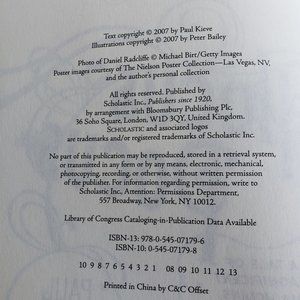 Text copyright © 2007 by Paul Kieve
Illustrations copyright © 2007 by Peter Bailey
Photo of Daniel Radcliffe © Michael Birt/Getty Images
Poster images courtesy of The Nielson Poster Collection—Las Vegas, NV,
and the author's personal collection
All rights reserved. Published by
Scholastic Inc., Publishers since 1920,
by arrangement with Bloomsbury Publishing Plc,
36 Soho Square, London, W1D 3QY, United Kingdom.
SCHOLASTIC and associated logos
are trademarks and/or registered trademarks of Scholastic Inc.
No part of this publication may be reproduced, stored in a retrieval system,
or transmitted in any form or by any means, electronic, mechanical,
photocopying, recording, or otherwise, without written permission
of the publisher. For information regarding permission, write to
Scholastic Inc., Attention: Permissions Department,
557 Broadway, New York, NY 10012.
Library of Congress Cataloging-in-Publication Data Available
ISBN-13: 978-0-545-07179-6
ISBN-10: 0-545-07179-8
10 9 8 7 6 5 4 3 2 1 08 09 10 11 12 13
Printed in China by C&C Offset